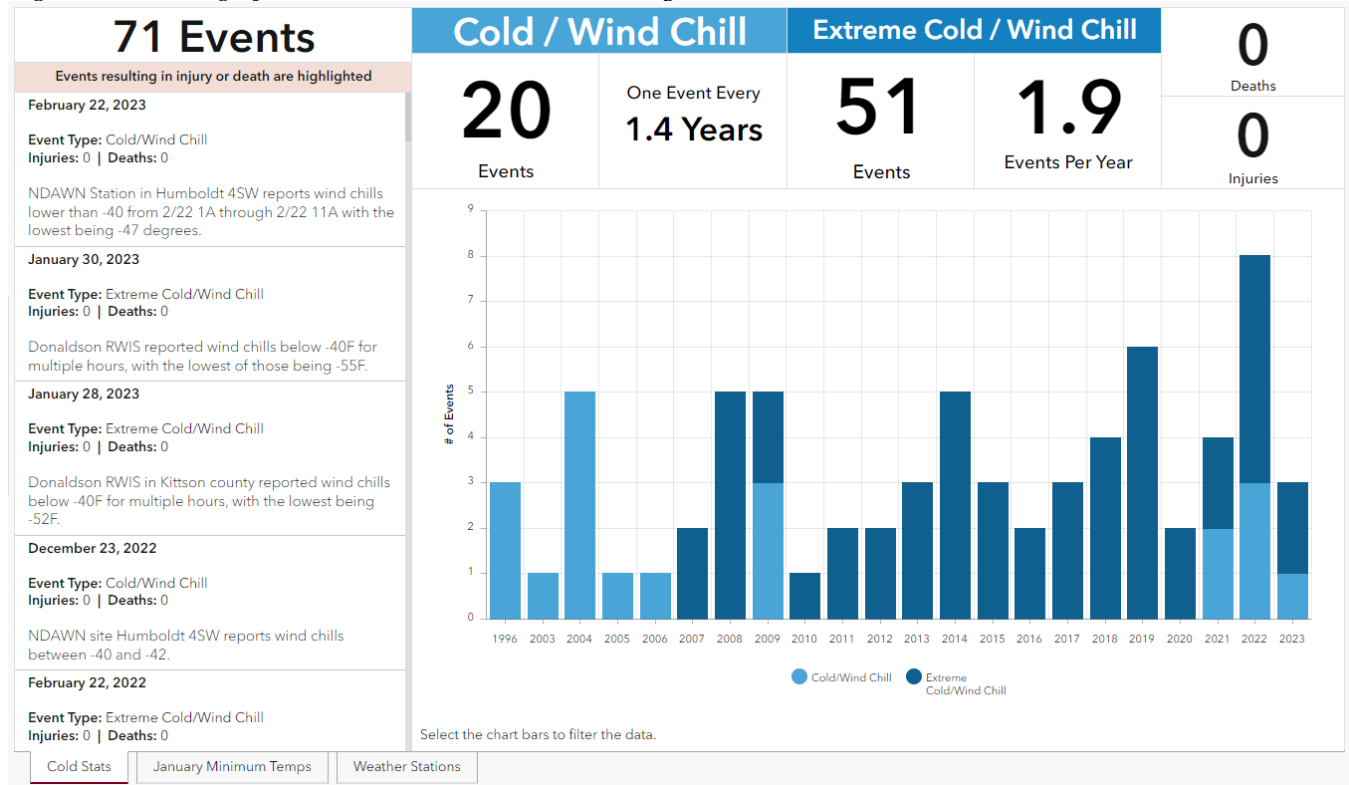 71 Events
Events resulting in injury or death are highlighted
February 22, 2023
Event Type: Cold/Wind Chill
Injuries: 0 | Deaths: 0
NDAWN Station in Humboldt 4SW reports wind chills
lower than -40 from 2/22 1A through 2/22 11A with the
lowest being -47 degrees.
January 30, 2023
Event Type: Extreme Cold/Wind Chill
Injuries: 0 | Deaths: 0
Donaldson RWIS reported wind chills below -40F for
multiple hours, with the lowest of those being -55F.
January 28, 2023
Event Type: Extreme Cold/Wind Chill
Injuries: 0 | Deaths: 0
Donaldson RWIS in Kittson county reported wind chills
below -40F for multiple hours, with the lowest being
-52F.
December 23, 2022
Event Type: Cold/Wind Chill
Injuries: 0 | Deaths: 0
NDAWN site Humboldt 4SW reports wind chills
between -40 and -42.
February 22, 2022
Event Type: Extreme Cold/Wind Chill
Injuries: 0 | Deaths: 0
Cold / Wind Chill
20
Events
One Event Every
1.4 Years
Extreme Cold / Wind Chill
51
Events
1.9
Events Per Year
0
Deaths
0
Injuries
# of Events
9
8
7
6
5
4
3
2
1
0
1996 2003 2004 2005 2006 2007 2008 2009 2010 2011 2012 2013 2014 2015 2016 2017 2018 2019 2020 2021 2022 2023
Cold/Wind Chill
Extreme
Cold/Wind Chill
Select the chart bars to filter the data.
Cold Stats
January Minimum Temps
Weather Stations